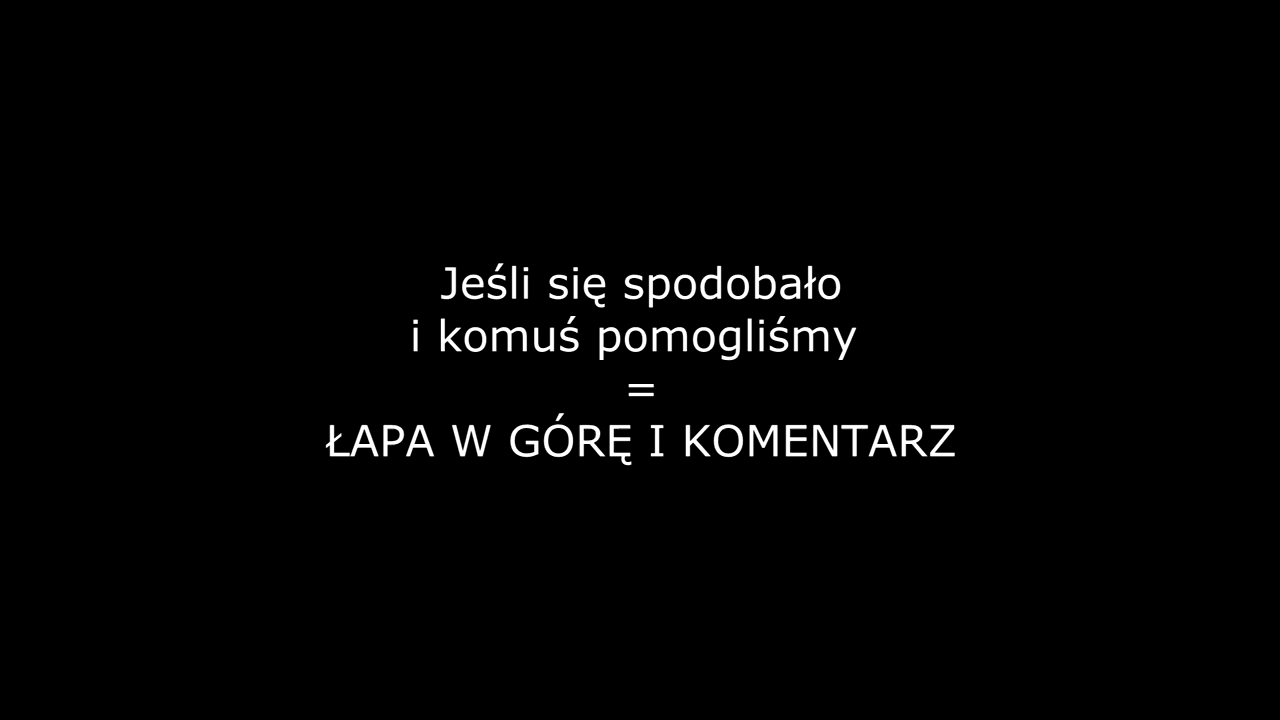 Jeśli się spodobało
i komuś pomogliśmy
=
ŁAPA W GÓRĘ I KOMENTARZ